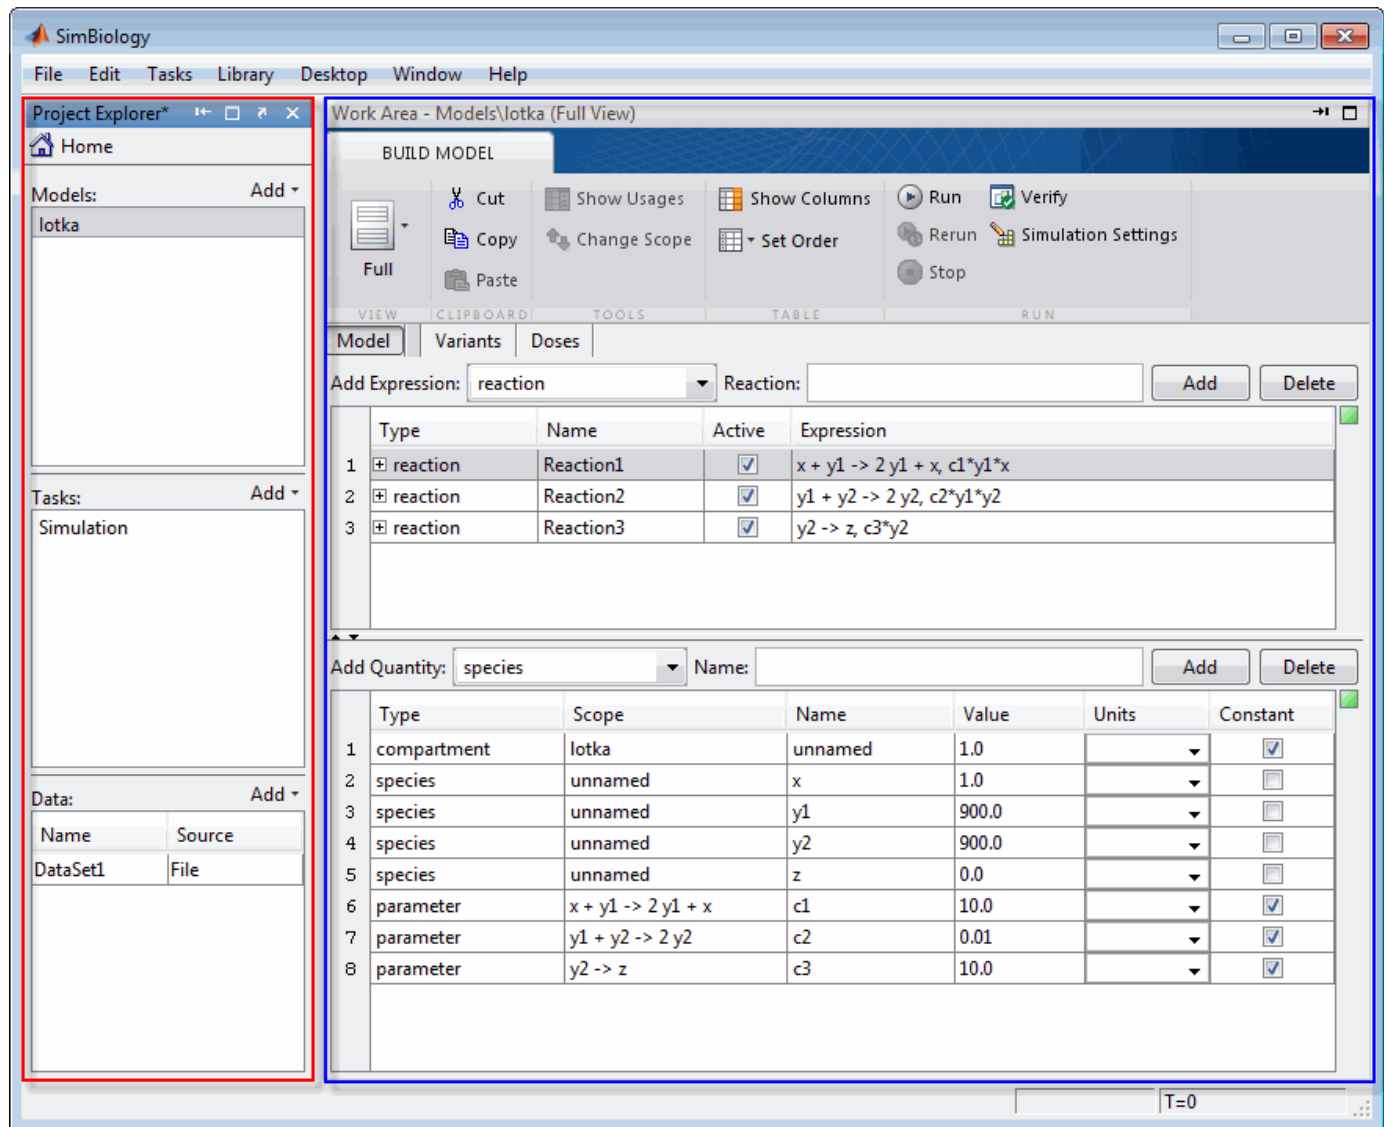 SimBiology
File Edit Tasks Library Desktop Window Help
Project Explorer*
Home
Models: Add
lotka
Tasks: Add
Simulation
Data: Add
Name Source
DataSet1 File
Work Area - Models\lotka (Full View)
BUILD MODEL
Full
VIEW
Cut
Copy
Paste
CLIPBOARD
Show Usages
Change Scope
TOOLS
Show Columns
Set Order
TABLE
Run Verify
Rerun Simulation Settings
Stop
RUN
Model Variants Doses
Add Expression: reaction Reaction: Add Delete
Type Name Active Expression
1 reaction Reaction1 x + y1 -> 2 y1 + x, c1*y1*x
2 reaction Reaction2 y1 + y2 -> 2 y2, c2*y1*y2
3 reaction Reaction3 y2 -> z, c3*y2
Add Quantity: species Name: Add Delete
Type Scope Name Value Units Constant
1 compartment lotka unnamed 1.0
2 species unnamed x 1.0
3 species unnamed y1 900.0
4 species unnamed y2 900.0
5 species unnamed z 0.0
6 parameter x + y1 -> 2 y1 + x c1 10.0
7 parameter y1 + y2 -> 2 y2 c2 0.01
8 parameter y2 -> z c3 10.0
T=0